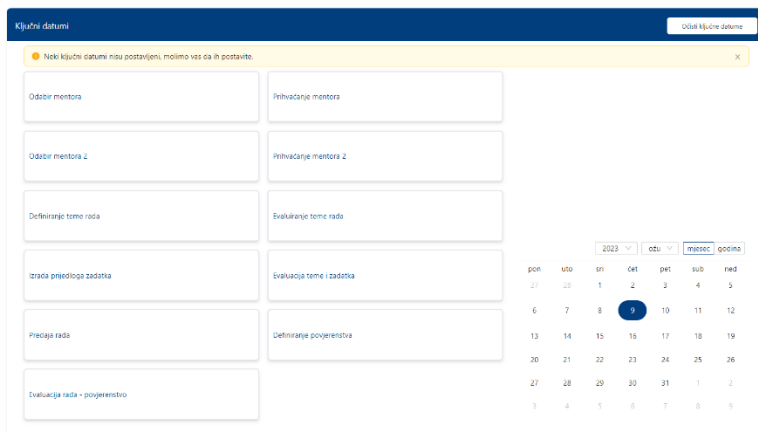 Ključni datumi
Očisti ključne datume
Neki ključni datumi nisu postavljeni, molimo vas da ih postavite.
Odabir mentora
Prihvaćanje mentora
Odabir mentora 2
Prihvaćanje mentora 2
Definiranje teme rada
Evaluiranje teme rada
Izrada prijedloga zadatka
Evaluacija teme i zadatka
Predaja rada
Definiranje povjerenstva
Evaluacija rada - povjerenstvo
2023 ožu mjesec godina
pon uto sri čet pet sub ned
27 28 1 2 3 4 5
6 7 8 9 10 11 12
13 14 15 16 17 18 19
20 21 22 23 24 25 26
27 28 29 30 31 1 2
3 4 5 6 7 8 9